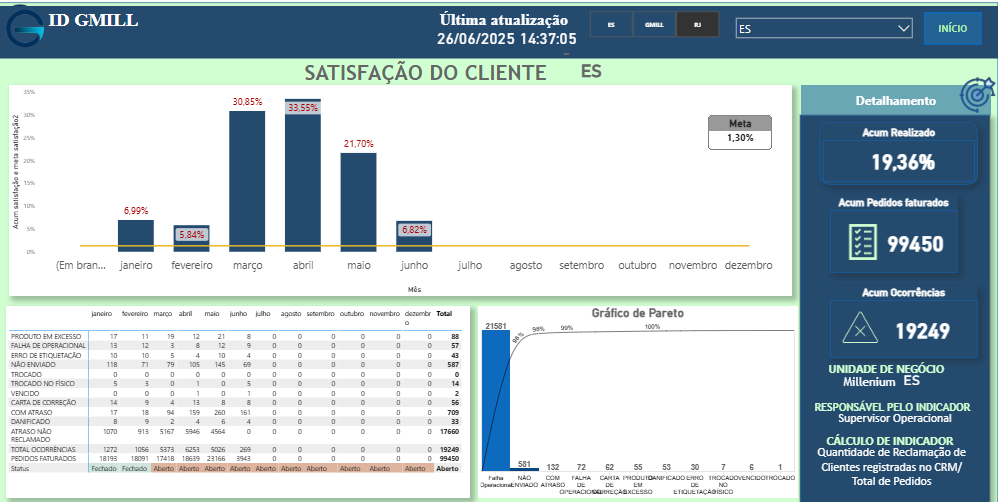 ID GMILL
Última atualização
26/06/2025 14:37:05
ES
GMILL
RJ
ES
INÍCIO
SATISFAÇÃO DO CLIENTE ES
Acum satisfação e meta satisfação2
35%
30%
25%
20%
15%
10%
5%
0%
6,99%
5,84%
30,85%
33,55%
21,70%
6,82%
Meta
1,30%
(Em bran... janeiro fevereiro março abril maio junho julho agosto setembro outubro novembro dezembro
Mês
Detalhamento
Acum Realizado
19,36%
Acum Pedidos faturados
99450
Acum Ocorrências
19249
UNIDADE DE NEGÓCIO
Millenium ES
RESPONSÁVEL PELO INDICADOR
Supervisor Operacional
CÁLCULO DE INDICADOR
Quantidade de Reclamação de
Clientes registradas no CRM/
Total de Pedidos
janeiro fevereiro março abril maio junho julho agosto setembro outubro novembro dezembr
o
Total
PRODUTO EM EXCESSO 17 11 19 12 21 8 0 0 0 0 0 0 88
FALHA DE OPERACIONAL 13 12 3 8 12 9 0 0 0 0 0 0 57
ERRO DE ETIQUETAÇÃO 10 10 5 4 10 4 0 0 0 0 0 0 43
NÃO ENVIADO 118 71 79 105 145 69 0 0 0 0 0 0 587
TROCADO 0 0 0 0 0 0 0 0 0 0 0 0 0
TROCADO NO FÍSICO 5 3 0 1 0 5 0 0 0 0 0 0 14
VENCIDO 0 0 0 1 0 1 0 0 0 0 0 0 2
CARTA DE CORREÇÃO 14 9 4 13 8 8 0 0 0 0 0 0 56
COM ATRASO 17 18 94 159 260 161 0 0 0 0 0 0 709
DANIFICADO 8 9 2 4 6 4 0 0 0 0 0 0 33
ATRASO NÃO
RECLAMADO 1070 913 5167 5946 4564 0 0 0 0 0 0 0 17660
TOTAL OCORRÊNCIAS 1272 1056 5373 6253 5026 269 0 0 0 0 0 0 19249
PEDIDOS FATURADOS 18193 18091 17418 18639 23166 3943 0 0 0 0 0 0 99450
Status Fechado Fechado Aberto Aberto Aberto Aberto Aberto Aberto Aberto Aberto Aberto Aberto Aberto
Gráfico de Pareto
21581
96%
98%
99%
100%
581 132 72 62 55 33 30 7 6 1
Falha
Operacional
NÃO
ENVIADO
COM
ATRASO
FALHA
DE
OPERACIONAL
CARTA
DE
CORREÇÃO
PRODUTO
EM
EXCESSO
DANIFICADO
ERRO
DE
ETIQUETAÇÃO
TROCADO
NO
FÍSICO
VENCIDO
TROCADO